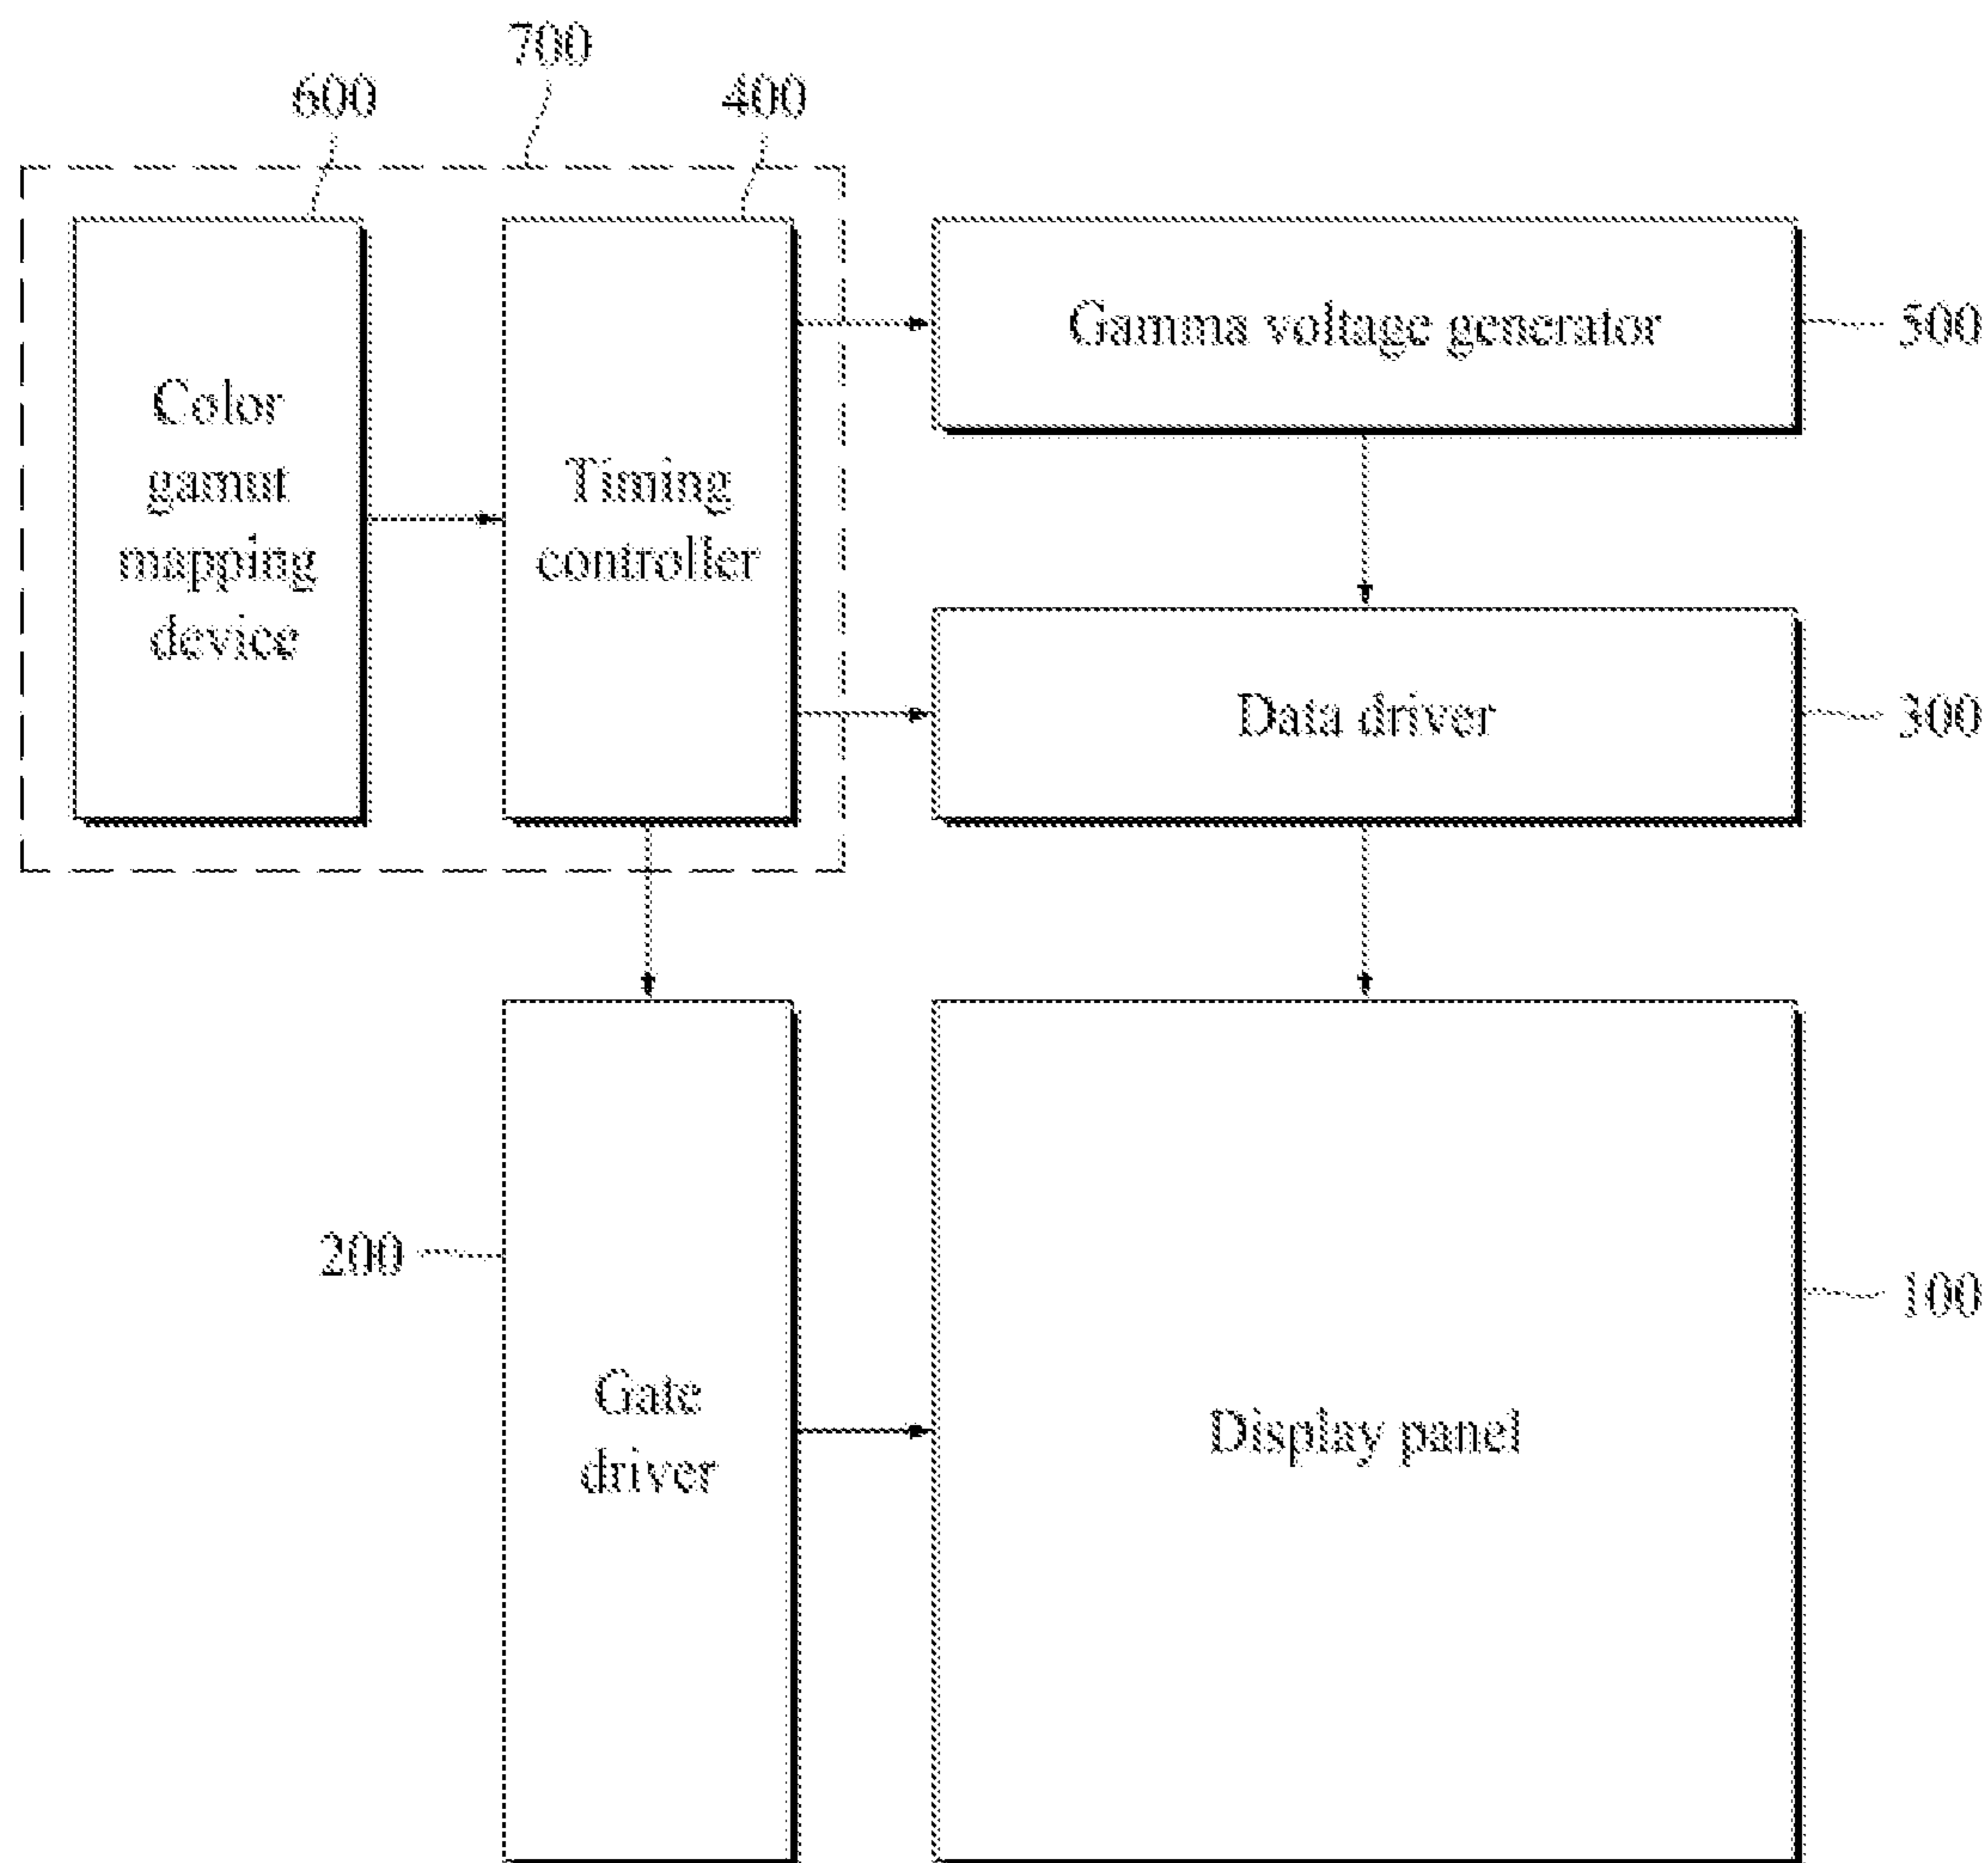 700
600
400
Color
gamut
mapping
device
Timing
controller
Gamma voltage generator
500
Data driver
300
200
Gate
driver
Display panel
100